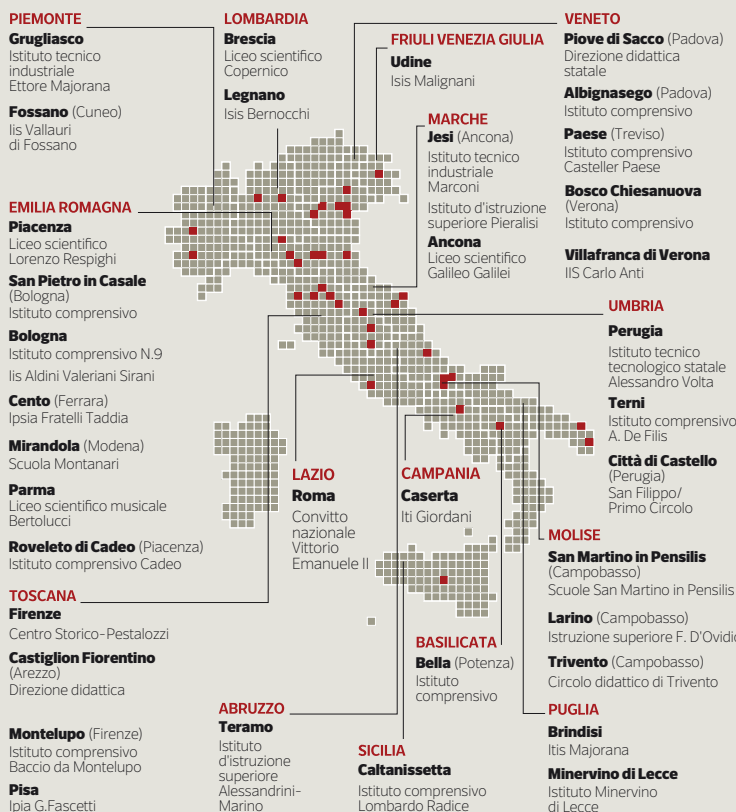 PIEMONTE
Grugliasco
Istituto tecnico
industriale
Ettore Majorana
Fossano (Cuneo)
Iis Vallauri
di Fossano
LOMBARDIA
Brescia
Liceo scientifico
Copernico
Legnano
Isis Bernocchi
FRIULI VENEZIA GIULIA
Udine
Isis Malignani
VENETO
Piove di Sacco (Padova)
Direzione didattica
statale
Albignasego (Padova)
Istituto comprensivo
Paese (Treviso)
Istituto comprensivo
Casteller Paese
Bosco Chiesanuova
(Verona)
Istituto comprensivo
Villafranca di Verona
IIS Carlo Anti
MARCHE
Jesi (Ancona)
Istituto tecnico
industriale
Marconi
Istituto d'istruzione
superiore Pieralisi
Ancona
Liceo scientifico
Galileo Galilei
EMILIA ROMAGNA
Piacenza
Liceo scientifico
Lorenzo Respighi
San Pietro in Casale
(Bologna)
Istituto comprensivo
Bologna
Istituto comprensivo N.9
Iis Aldini Valeriani Sirani
Cento (Ferrara)
Ipsia Fratelli Taddia
Mirandola (Modena)
Scuola Montanari
Parma
Liceo scientifico musicale
Bertolucci
Roveleto di Cadeo (Piacenza)
Istituto comprensivo Cadeo
UMBRIA
Perugia
Istituto tecnico
tecnologico statale
Alessandro Volta
Terni
Istituto comprensivo
A. De Filis
Città di Castello
(Perugia)
San Filippo/
Primo Circolo
LAZIO
Roma
Convitto
nazionale
Vittorio
Emanuele II
CAMPANIA
Caserta
Iti Giordani
MOLISE
San Martino in Pensilis
(Campobasso)
Scuole San Martino in Pensilis
Larino (Campobasso)
Istruzione superiore F. D'Ovidio
Trivento (Campobasso)
Circolo didattico di Trivento
TOSCANA
Firenze
Centro Storico-Pestalozzi
Castiglion Fiorentino
(Arezzo)
Direzione didattica
Montelupo (Firenze)
Istituto comprensivo
Baccio da Montelupo
Pisa
Ipia G.Fascetti
ABRUZZO
Teramo
Istituto
d'istruzione
superiore
Alessandrini-
Marino
BASILICATA
Bella (Potenza)
Istituto
comprensivo
SICILIA
Caltanissetta
Istituto comprensivo
Lombardo Radice
PUGLIA
Brindisi
Itis Majorana
Minervino di Lecce
Istituto Minervino
di Lecce